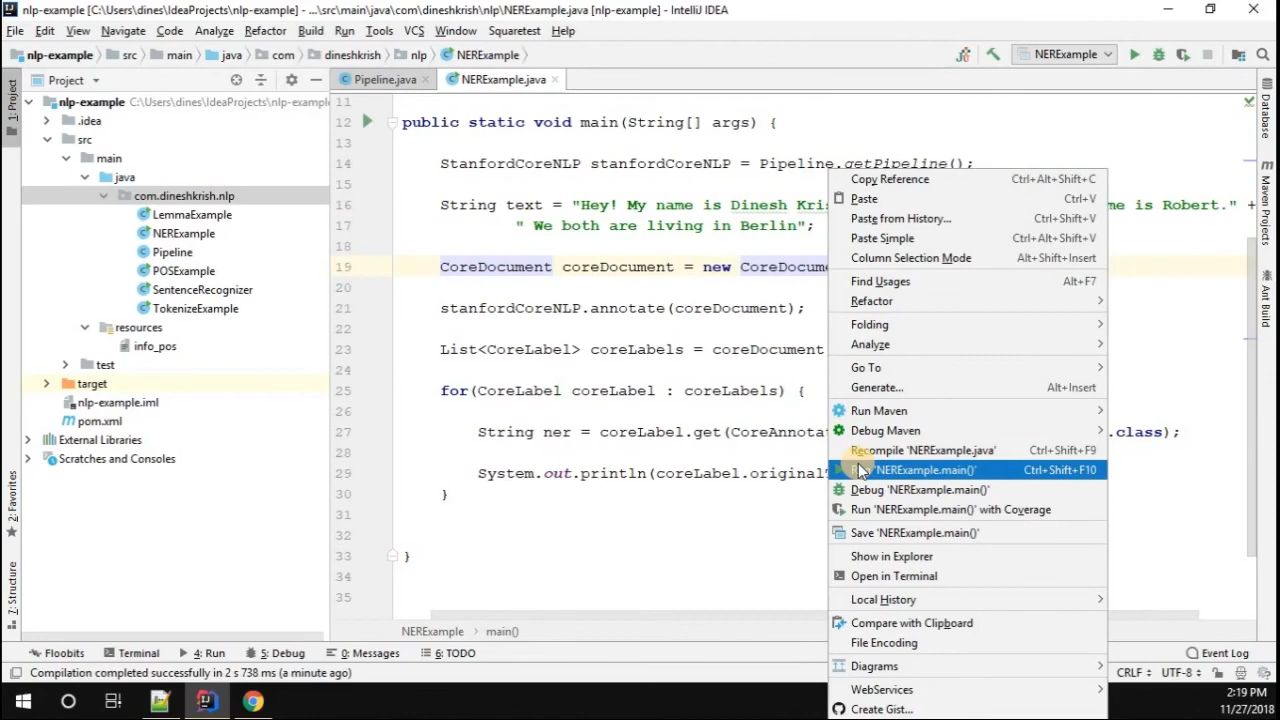 nlp-example [C:\Users\dines\IdeaProjects\nlp-example] - ...\src\main\java\com\dineshkrish\nlp\NERExample.java [nlp-example] - IntelliJ IDEA
File Edit View Navigate Code Analyze Refactor Build Run Tools VCS Window Squaretest Help
nlp-example src main java com dineshkrish nlp NERExample
NERExample
Project
Pipeline.java
NERExample.java
1: Project
2: Favorites
7: Structure
nlp-example C:\Users\dines\IdeaProjects\nlp-example
.idea
src
main
java
com.dineshkrish.nlp
LemmaExample
NERExample
Pipeline
POSExample
SentenceRecognizer
TokenizeExample
resources
info_pos
test
target
nlp-example.iml
pom.xml
External Libraries
Scratches and Consoles
11
12 public static void main(String[] args) {
13
14 StanfordCoreNLP stanfordCoreNLP = Pipeline.getPipeline();
15
16 String text = "Hey! My name is Dinesh Kris me is Robert." +
17 " We both are living in Berlin";
18
19 CoreDocument coreDocument = new CoreDocume
20
21 stanfordCoreNLP.annotate(coreDocument);
22
23 List<CoreLabel> coreLabels = coreDocument
24
25 for(CoreLabel coreLabel : coreLabels) {
26
27 String ner = coreLabel.get(CoreAnnota .class);
28
29 System.out.println(coreLabel.original
30 }
31
32
33 }
34
35
Copy Reference Ctrl+Alt+Shift+C
Paste Ctrl+V
Paste from History... Ctrl+Shift+V
Paste Simple Ctrl+Shift+V
Column Selection Mode Alt+Shift+Insert
Find Usages Alt+F7
Refactor
Folding
Analyze
Go To
Generate... Alt+Insert
Run Maven
Debug Maven
Recompile 'NERExample.java' Ctrl+Shift+F9
'NERExample.main()' Ctrl+Shift+F10
Debug 'NERExample.main()'
Run 'NERExample.main()' with Coverage
Save 'NERExample.main()'
Show in Explorer
Open in Terminal
Local History
Compare with Clipboard
File Encoding
Diagrams
WebServices
Create Gist...
Database
Maven Projects
Ant Build
NERExample main()
Floobits Terminal 4: Run 5: Debug 0: Messages 6: TODO Event Log
Compilation completed successfully in 2 s 738 ms (a minute ago) CRLF UTF-8
2:19 PM
11/27/2018